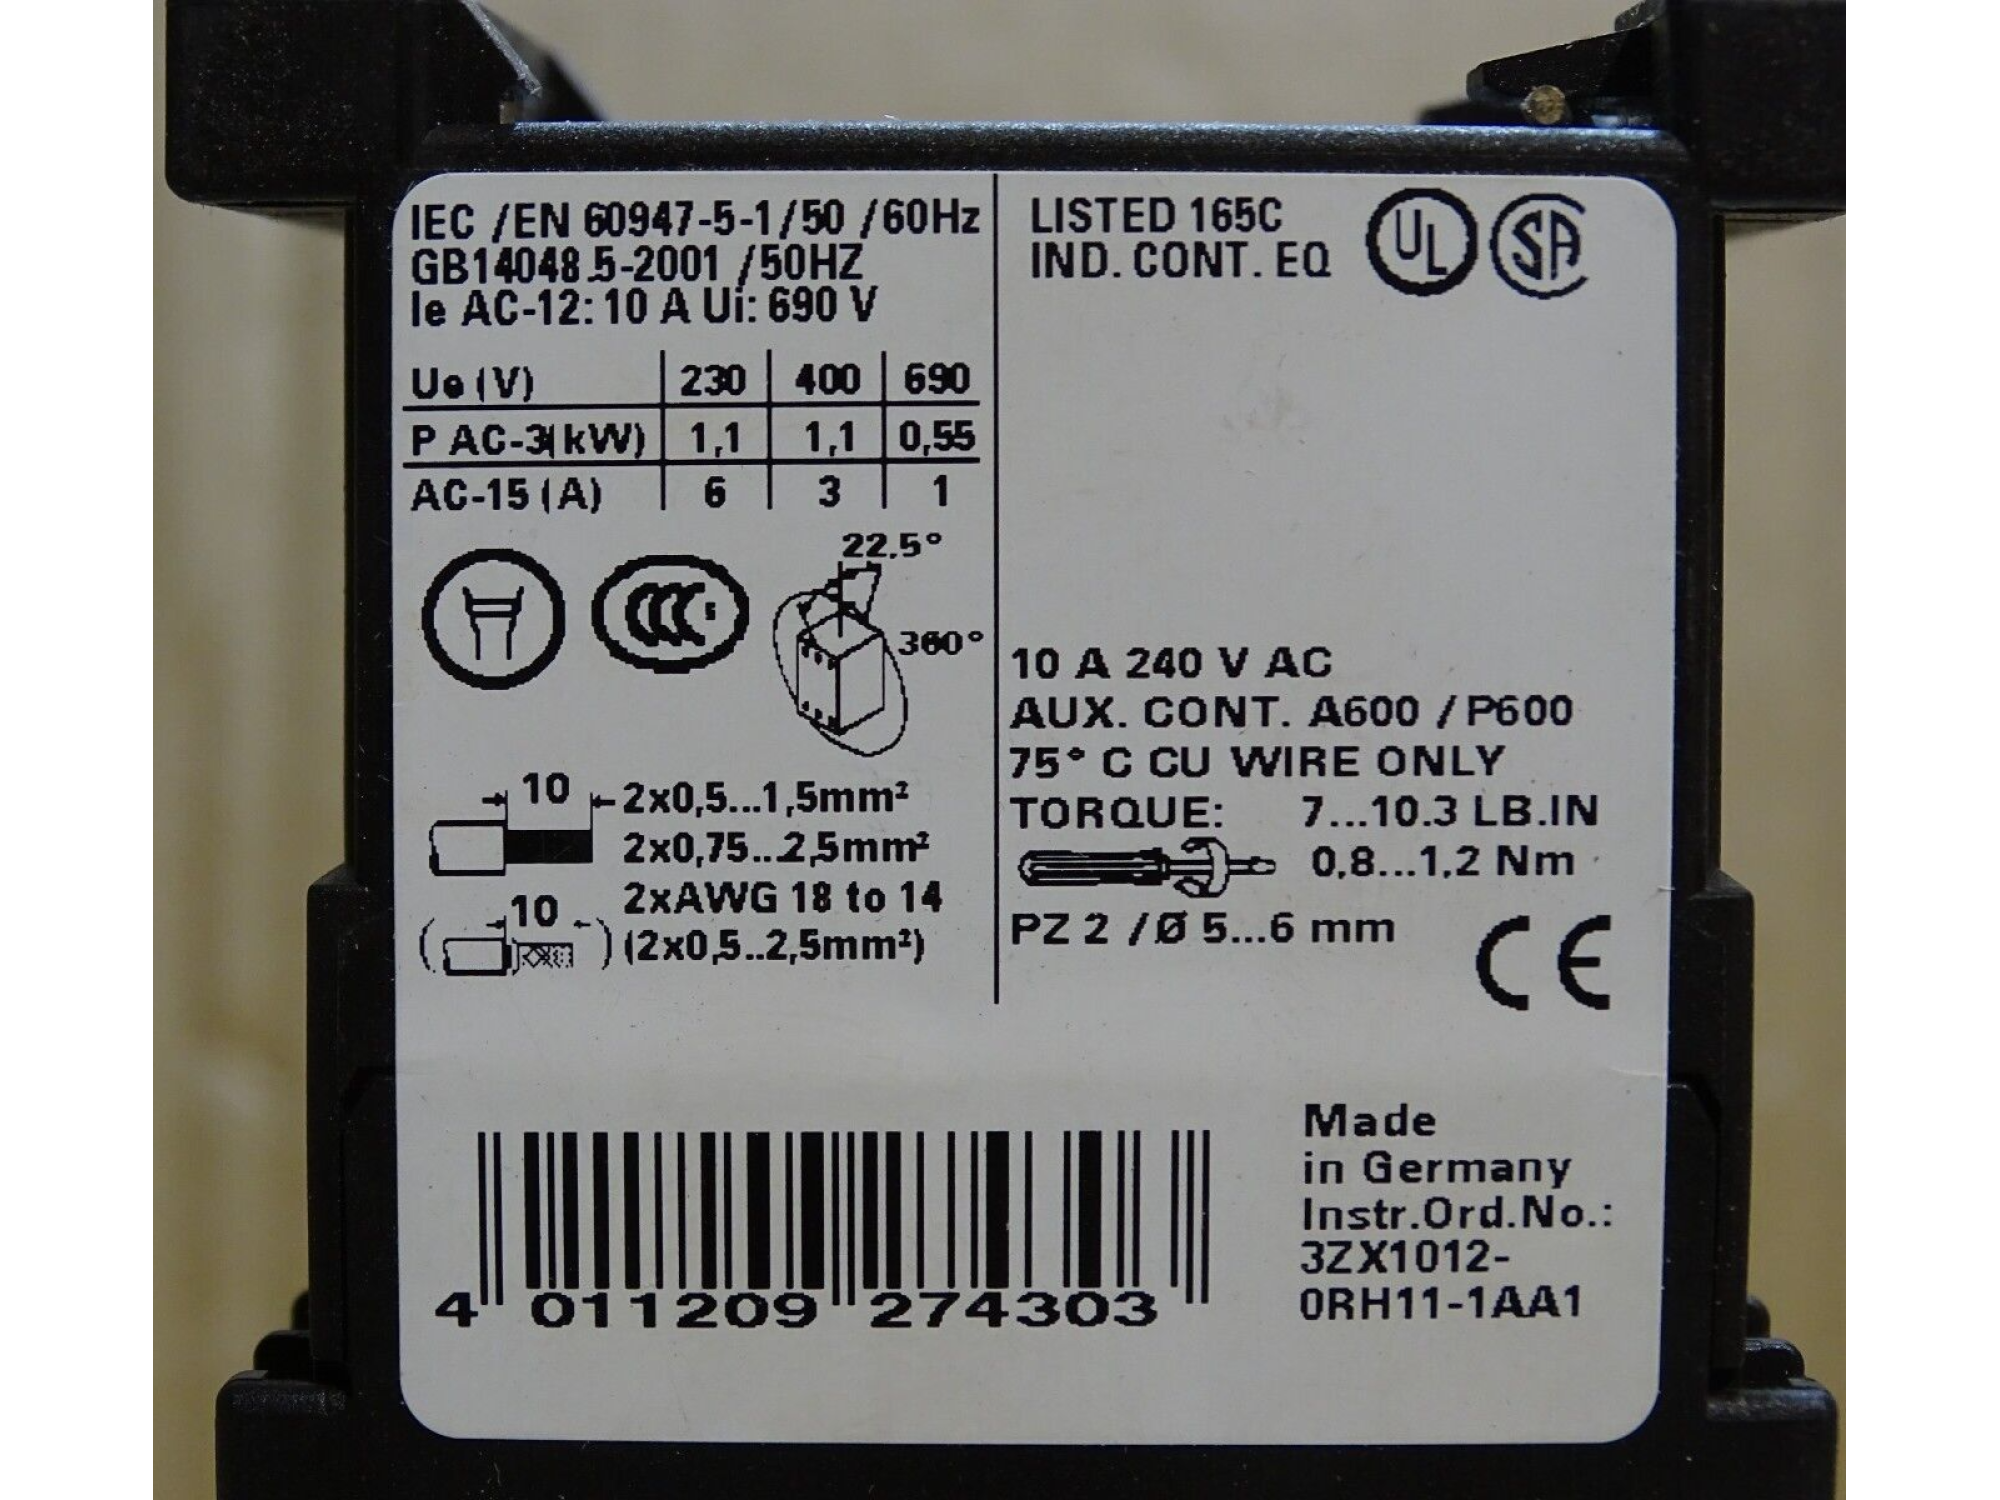 IEC /EN 60947-5-1/50 /60Hz
GB14048.5-2001 /50HZ
Ie AC-12: 10 A Ui: 690 V
Ue (V) 230 400 690
P AC-3(kW) 1,1 1,1 0,55
AC-15 (A) 6 3 1
22.5°
360°
CCC S
10 2x0,5...1,5mm²
2x0,75...2,5mm²
2xAWG 18 to 14
10 (2x0,5..2,5mm²)
LISTED 165C
IND. CONT. EQ
UL SA
10 A 240 V AC
AUX. CONT. A600 / P600
75° C CU WIRE ONLY
TORQUE: 7...10.3 LB.IN
0,8...1,2 Nm
PZ 2 / Ø 5...6 mm
CE
4 011209 274303
Made
in Germany
Instr.Ord.No.:
3ZX1012-
0RH11-1AA1